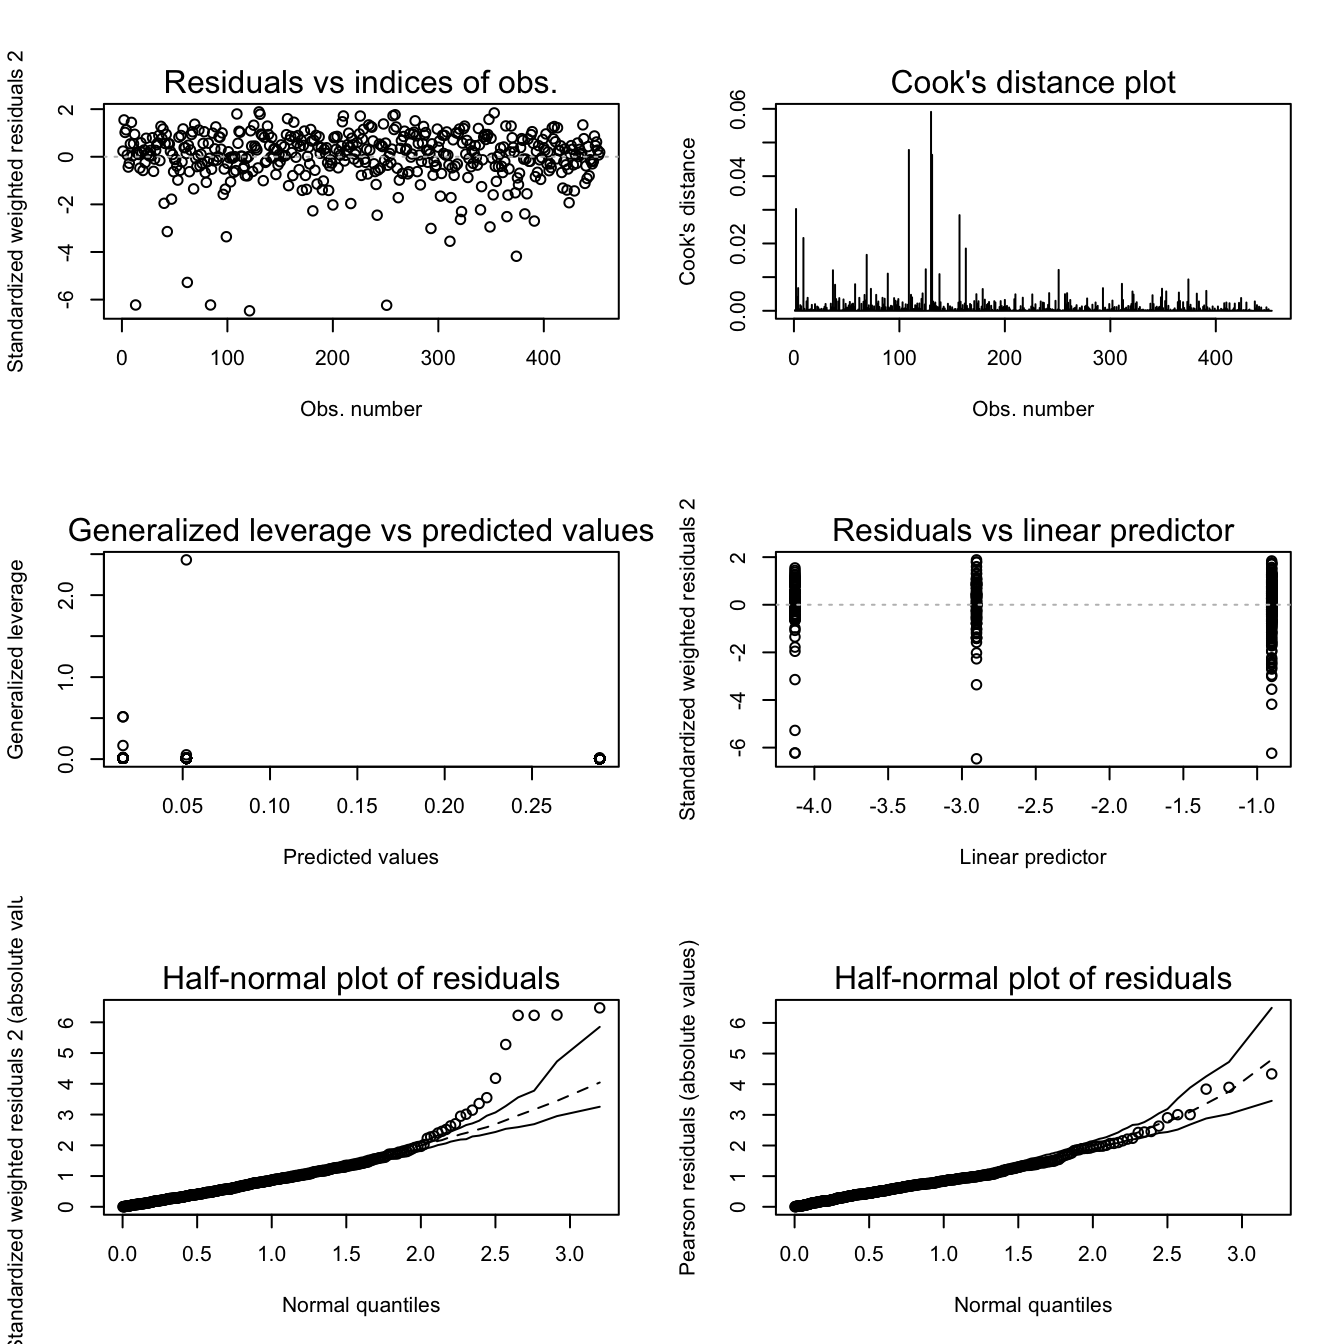 Residuals vs indices of obs.
Standardized weighted residuals 2
2
0
-2
-4
-6
0 100 200 300 400
Obs. number
Cook's distance plot
Cook's distance
0.06
0.04
0.02
0.00
0 100 200 300 400
Obs. number
Generalized leverage vs predicted values
Generalized leverage
2.0
1.0
0.0
0.05 0.10 0.15 0.20 0.25
Predicted values
Residuals vs linear predictor
Standardized weighted residuals 2
2
0
-2
-4
-6
-4.0 -3.5 -3.0 -2.5 -2.0 -1.5 -1.0
Linear predictor
Half-normal plot of residuals
Standardized weighted residuals 2 (absolute valu
6
5
4
3
2
1
0
0.0 0.5 1.0 1.5 2.0 2.5 3.0
Normal quantiles
Half-normal plot of residuals
Pearson residuals (absolute values)
6
5
4
3
2
1
0
0.0 0.5 1.0 1.5 2.0 2.5 3.0
Normal quantiles